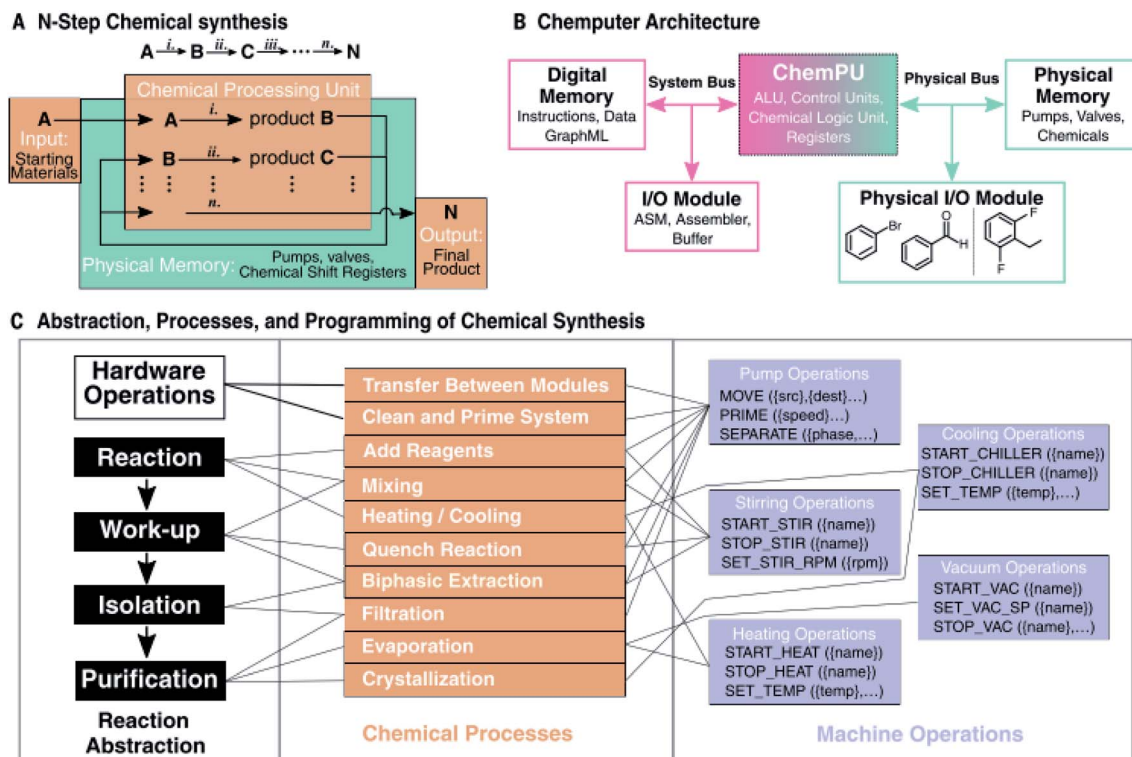 A N-Step Chemical synthesis
A i. B ii. C iii. ··· n. N
Chemical Processing Unit
A
Input:
Starting
Materials
A i. product B
B ii. product C
n.
N
Output:
Final
Product
Physical Memory:
Pumps, valves,
Chemical Shift Registers
B Chemputer Architecture
Digital
Memory
Instructions, Data
GraphML
System Bus
ChemPU
ALU, Control Units,
Chemical Logic Unit,
Registers
Physical Bus
Physical
Memory
Pumps, Valves,
Chemicals
I/O Module
ASM, Assembler,
Buffer
Physical I/O Module
Br
O
H
F
F
C Abstraction, Processes, and Programming of Chemical Synthesis
Hardware
Operations
Reaction
Work-up
Isolation
Purification
Reaction
Abstraction
Transfer Between Modules
Clean and Prime System
Add Reagents
Mixing
Heating / Cooling
Quench Reaction
Biphasic Extraction
Filtration
Evaporation
Crystallization
Chemical Processes
Pump Operations
MOVE ({src},{dest}…)
PRIME ({speed}…)
SEPARATE ({phase,…)
Cooling Operations
START_CHILLER ({name})
STOP_CHILLER ({name})
SET_TEMP ({temp},…)
Stirring Operations
START_STIR ({name})
STOP_STIR ({name})
SET_STIR_RPM ({rpm})
Vacuum Operations
START_VAC ({name})
SET_VAC_SP ({name})
STOP_VAC ({name},…)
Heating Operations
START_HEAT ({name})
STOP_HEAT ({name})
SET_TEMP ({temp},…)
Machine Operations